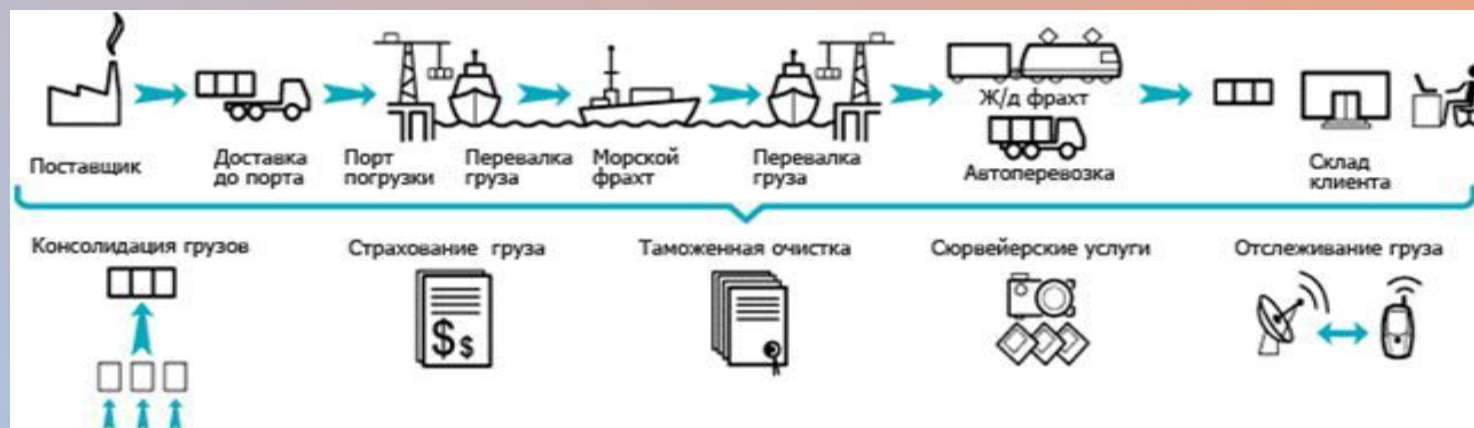 Ж/д фрахт
Поставщик
Доставка
до порта
Порт
погрузки
Перевалка
груза
Морской
фрахт
Перевалка
груза
Автоперевозка
Склад
клиента
Консолидация грузов
Страхование груза
Таможенная очистка
Сюрвейерские услуги
Отслеживание груза
$ $